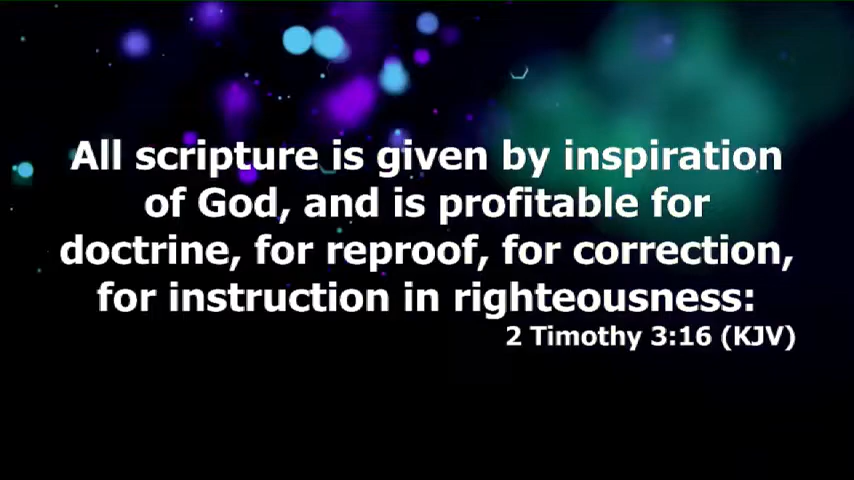 All scripture is given by inspiration
of God, and is profitable for
doctrine, for reproof, for correction,
for instruction in righteousness:
2 Timothy 3:16 (KJV)